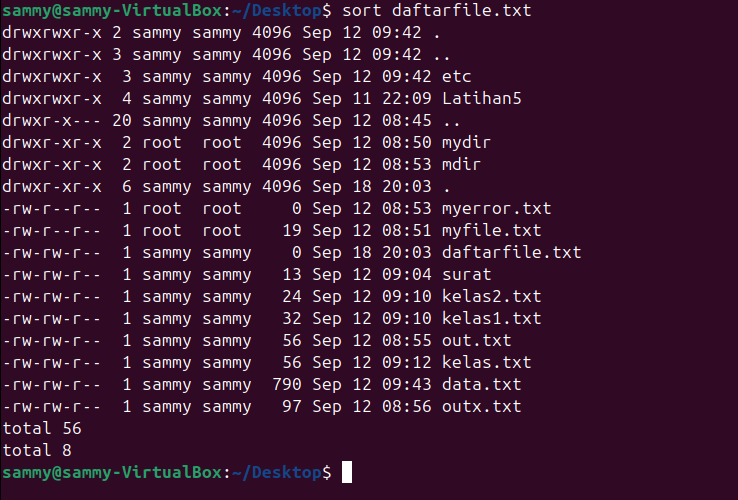 sammy@sammy-VirtualBox:~/Desktop$ sort daftarfile.txt
drwxrwxr-x 2 sammy sammy 4096 Sep 12 09:42 .
drwxrwxr-x 3 sammy sammy 4096 Sep 12 09:42 ..
drwxrwxr-x  3 sammy sammy 4096 Sep 12 09:42 etc
drwxrwxr-x  4 sammy sammy 4096 Sep 11 22:09 Latihan5
drwxr-x--- 20 sammy sammy 4096 Sep 12 08:45 ..
drwxr-xr-x  2 root  root  4096 Sep 12 08:50 mydir
drwxr-xr-x  2 root  root  4096 Sep 12 08:53 mdir
drwxr-xr-x  6 sammy sammy 4096 Sep 18 20:03 .
-rw-r--r--  1 root  root     0 Sep 12 08:53 myerror.txt
-rw-r--r--  1 root  root    19 Sep 12 08:51 myfile.txt
-rw-rw-r--  1 sammy sammy    0 Sep 18 20:03 daftarfile.txt
-rw-rw-r--  1 sammy sammy   13 Sep 12 09:04 surat
-rw-rw-r--  1 sammy sammy   24 Sep 12 09:10 kelas2.txt
-rw-rw-r--  1 sammy sammy   32 Sep 12 09:10 kelas1.txt
-rw-rw-r--  1 sammy sammy   56 Sep 12 08:55 out.txt
-rw-rw-r--  1 sammy sammy   56 Sep 12 09:12 kelas.txt
-rw-rw-r--  1 sammy sammy  790 Sep 12 09:43 data.txt
-rw-rw-r--  1 sammy sammy   97 Sep 12 08:56 outx.txt
total 56
total 8
sammy@sammy-VirtualBox:~/Desktop$